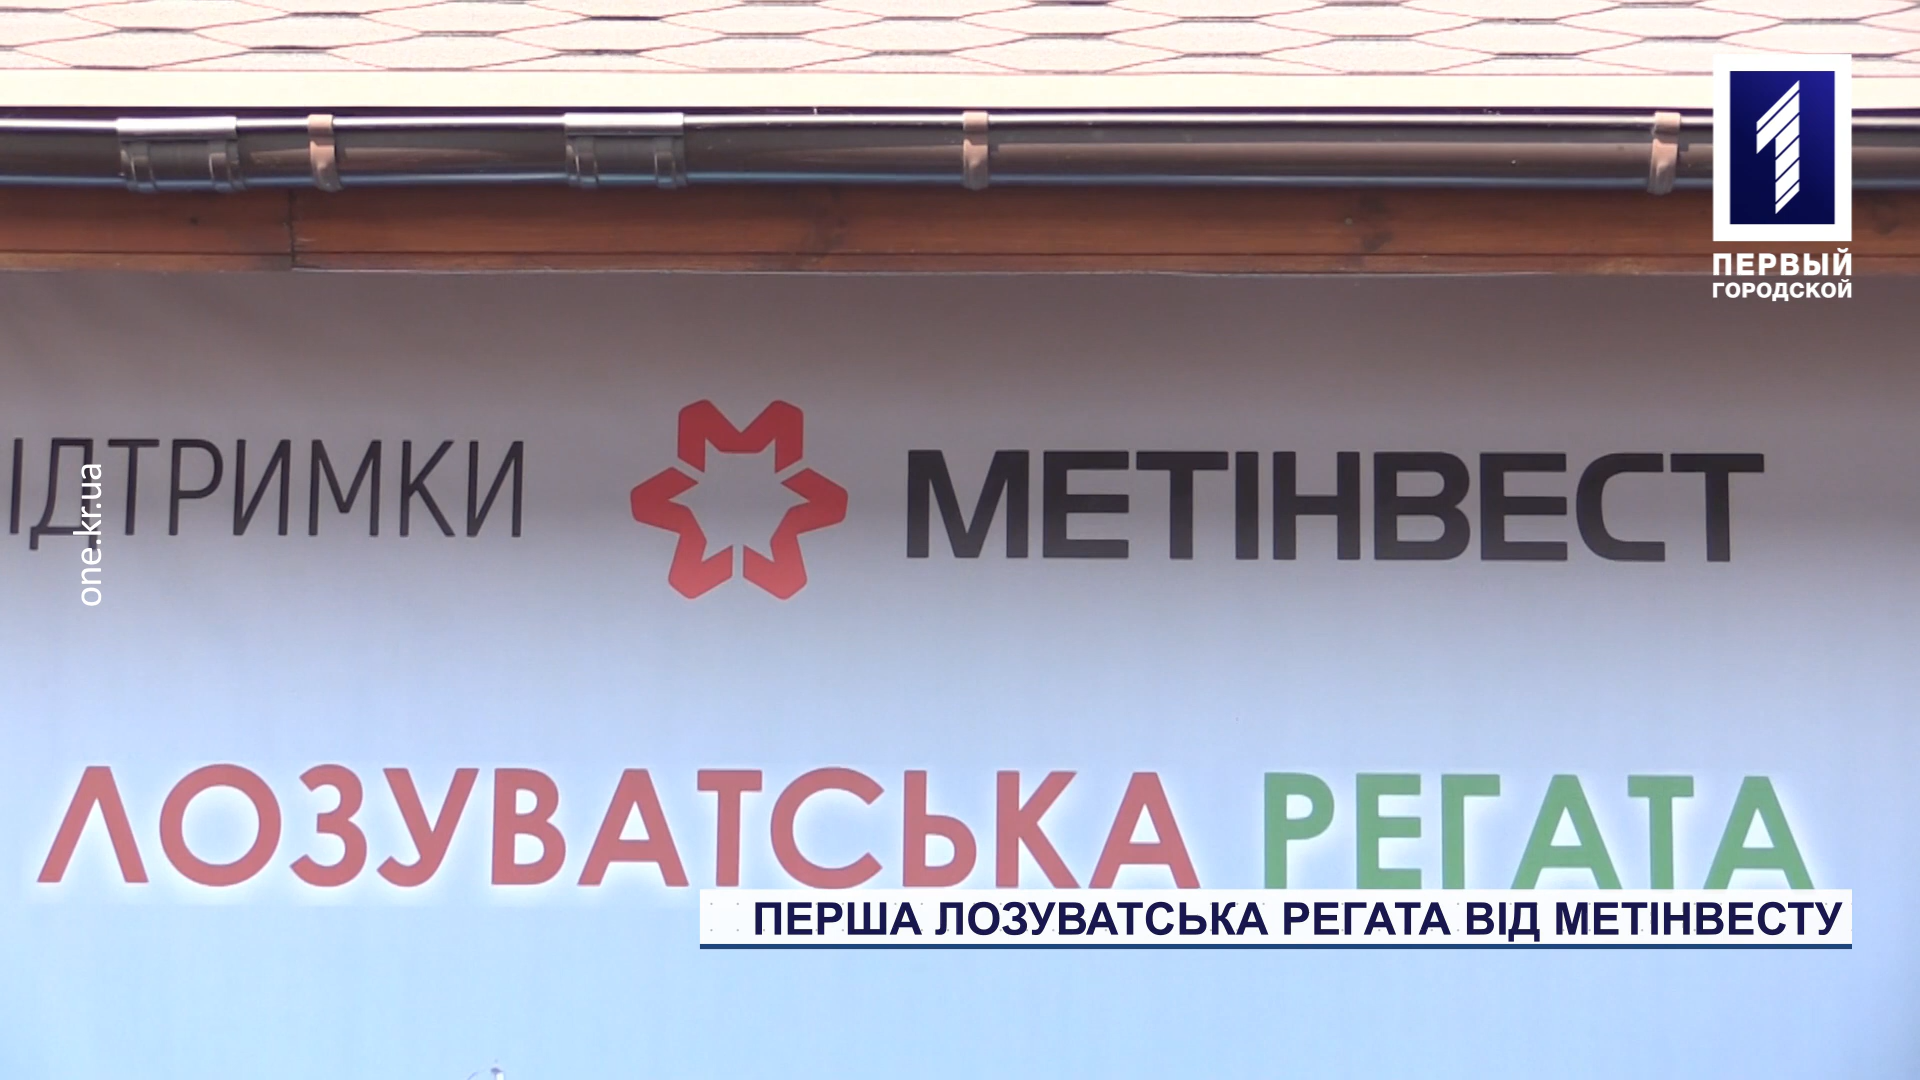 ПЕРВЫЙ
ГОРОДСКОЙ
ІДТРИМКИ
МЕТІНВЕСТ
one.kr.ua
ЛОЗУВАТСЬКА РЕГАТА
ПЕРША ЛОЗУВАТСЬКА РЕГАТА ВІД МЕТІНВЕСТУ